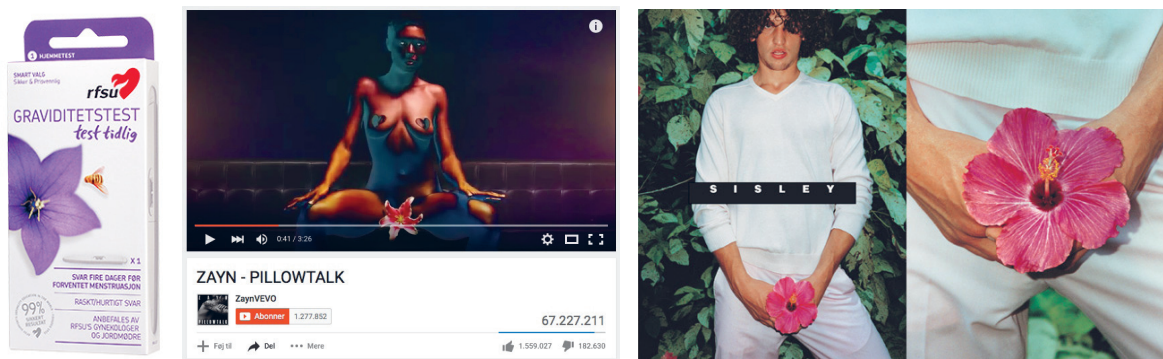 1 HJEMMETEST
SMART VALG
Sikker & Prøvevenlig
rfsu
GRAVIDITETSTEST
test tidlig
X 1
SVAR FIRE DAGER FØR
FORVENTET MENSTRUASJON
RASKT/HURTIGT SVAR
99%
ANBEFALES AV
RFSU'S GYNEKOLOGER
OG JORDMØDRE
i
0:41 / 3:26
ZAYN - PILLOWTALK
ZaynVEVO
Abonner 1.277.852
67.227.211
Føj til Del Mere
1.559.027 182.630
SISLEY